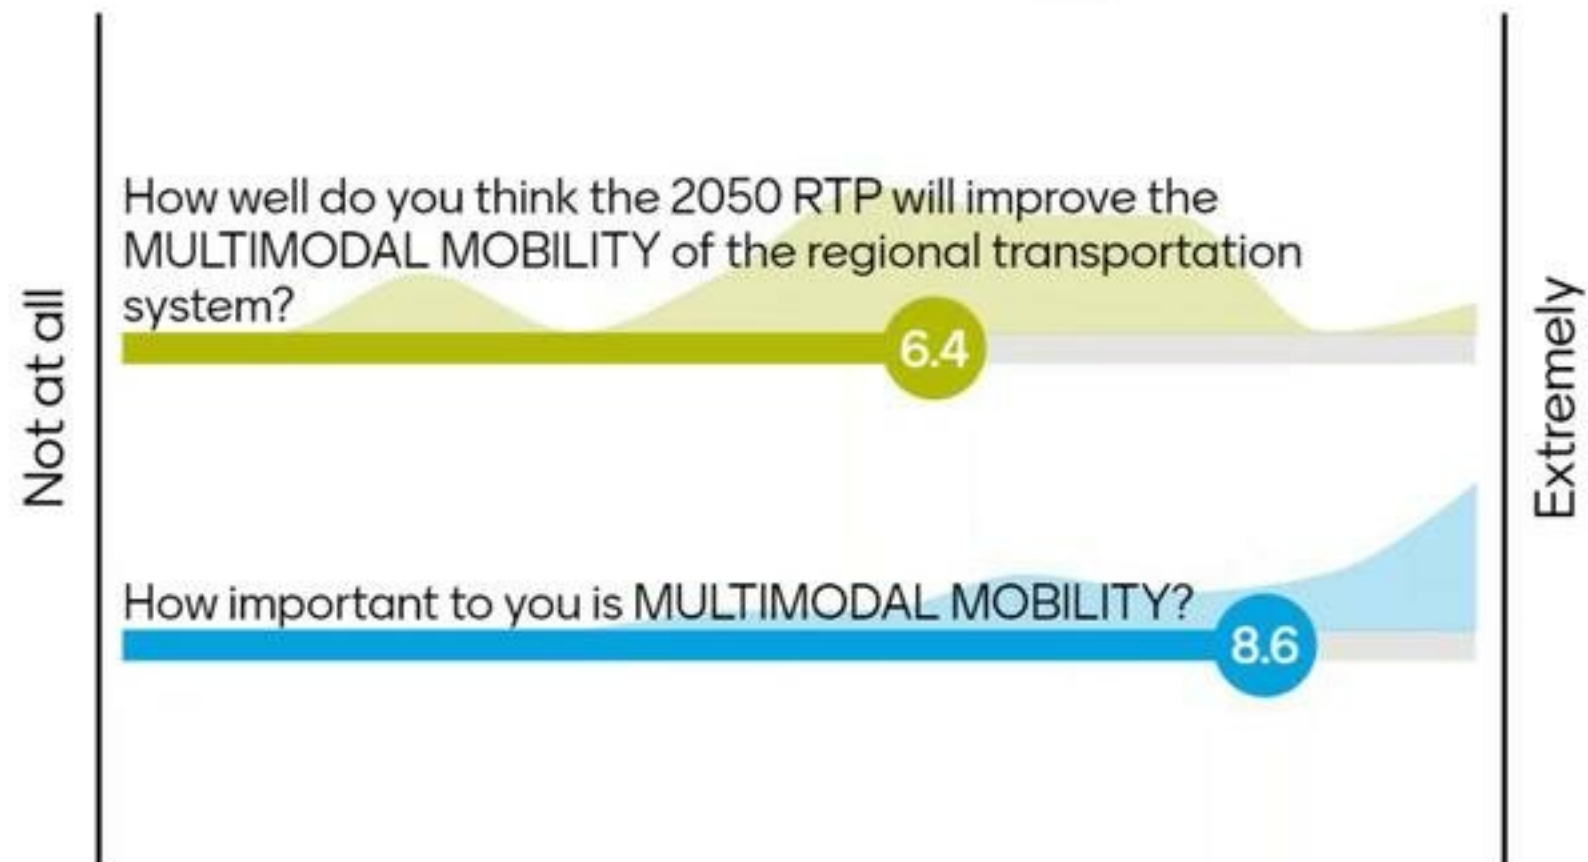 How well do you think the 2050 RTP will improve the
MULTIMODAL MOBILITY of the regional transportation
system?
6.4
Not at all
Extremely
How important to you is MULTIMODAL MOBILITY?
8.6